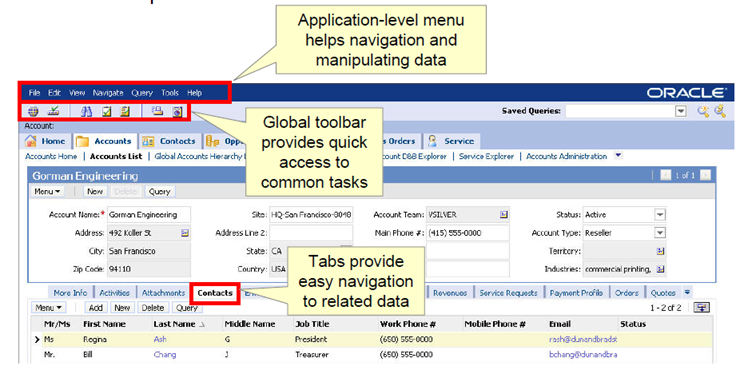 Application-level menu
helps navigation and
manipulating data
File Edit View Navigate Query Tools Help
ORACLE
Saved Queries:
Global toolbar
provides quick
access to
common tasks
Account:
Home Accounts Contacts Orders Service
Accounts Home | Accounts List | Global Accounts Hierarchy D&B Explorer | Service Explorer | Accounts Administration
Gorman Engineering
1 of 1
Menu New Delete Query
Account Name:* Gorman Engineering Site: HQ-San Francisco-8048 Account Team: VSILVER Status: Active
Address: 492 Koller St Address Line 2: Main Phone #: (415) 555-0000 Account Type: Reseller
City: San Francisco State: CA Territory:
Zip Code: 94110 Country: USA Industries: commercial printing,
Tabs provide
easy navigation
to related data
More Info Activities Attachments Contacts Revenues Service Requests Payment Profile Orders Quotes
Menu Add New Delete Query 1 - 2 of 2
Mr/Ms First Name Last Name Middle Name Job Title Work Phone # Mobile Phone # Email Status
Ms Regina Ash G President (650) 555-0000 rash@dunandbradst
Mr. Bill Chang J Treasurer (650) 555-0000 bchang@dunandbra